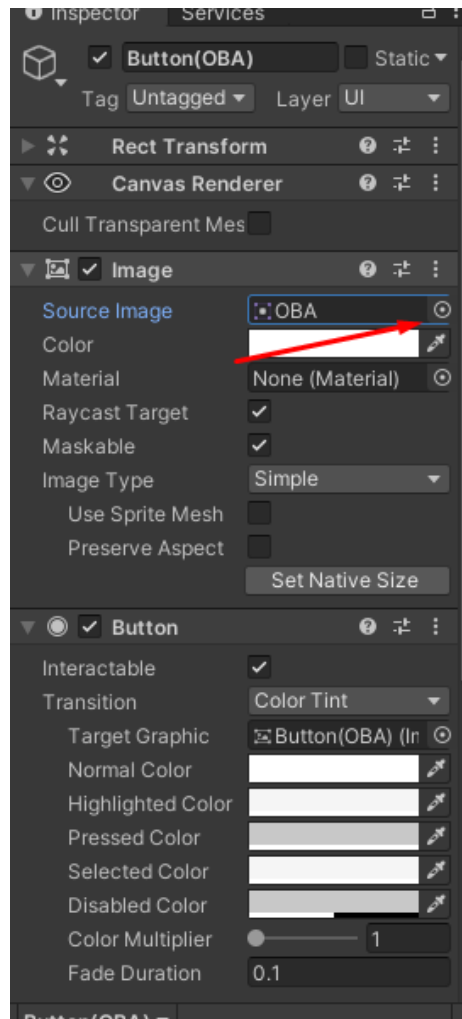 Inspector Services
Button(OBA) Static
Tag Untagged Layer UI
Rect Transform
Canvas Renderer
Cull Transparent Mes
Image
Source Image OBA
Color
Material None (Material)
Raycast Target
Maskable
Image Type Simple
Use Sprite Mesh
Preserve Aspect
Set Native Size
Button
Interactable
Transition Color Tint
Target Graphic Button(OBA) (Ir
Normal Color
Highlighted Color
Pressed Color
Selected Color
Disabled Color
Color Multiplier 1
Fade Duration 0.1
Button(OBA)